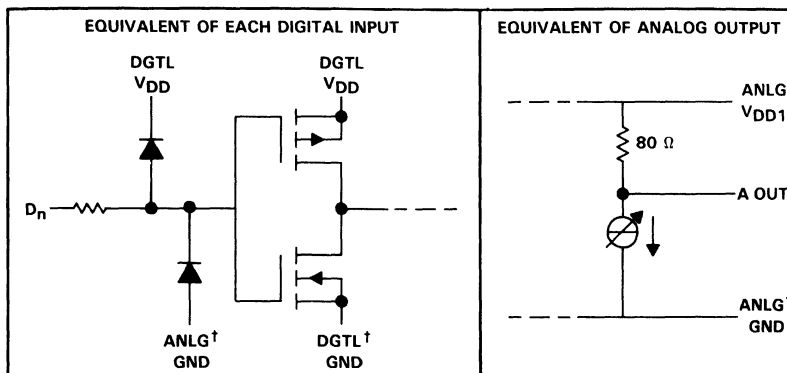 EQUIVALENT OF EACH DIGITAL INPUT
DGTL
VDD
DGTL
VDD
Dn
ANLG†
GND
DGTL†
GND
EQUIVALENT OF ANALOG OUTPUT
ANLG
VDD1
80 Ω
A OUT
ANLG†
GND